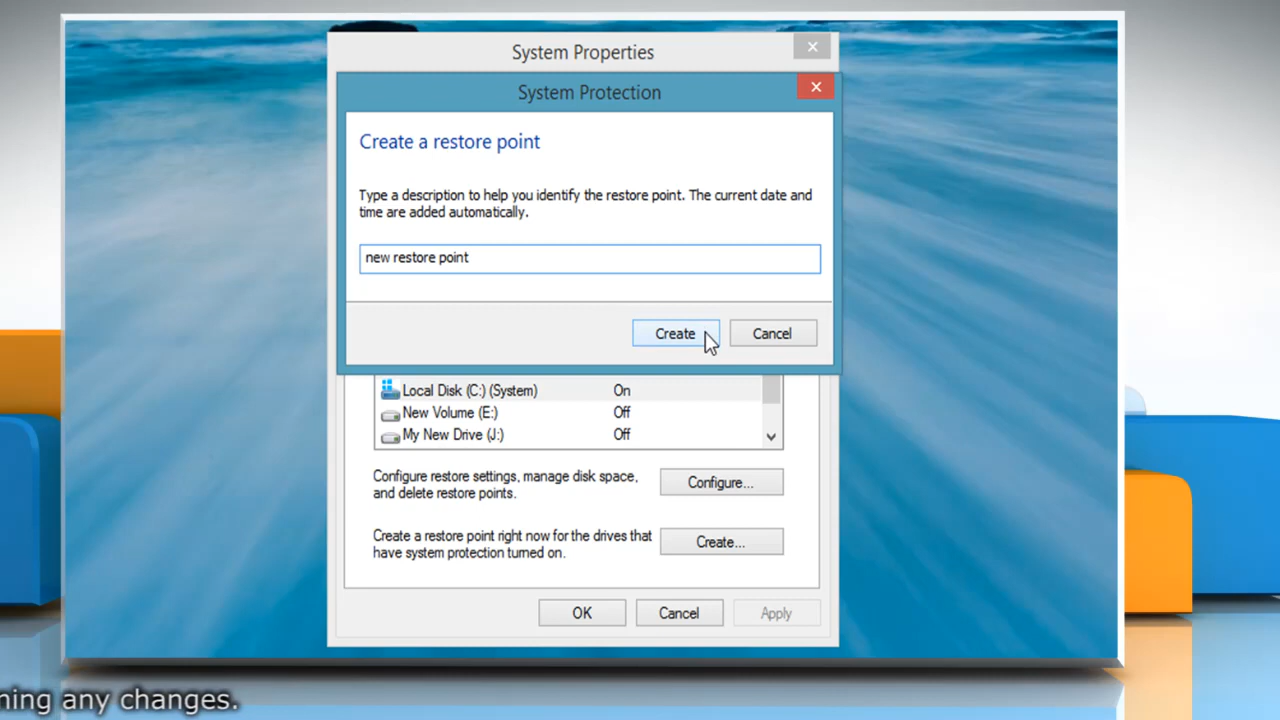 System Properties
System Protection
Create a restore point
Type a description to help you identify the restore point. The current date and
time are added automatically.
new restore point
Create
Cancel
Local Disk (C:) (System) On
New Volume (E:) Off
My New Drive (J:) Off
Configure restore settings, manage disk space,
and delete restore points.
Configure...
Create a restore point right now for the drives that
have system protection turned on.
Create...
OK
Cancel
Apply
any changes.